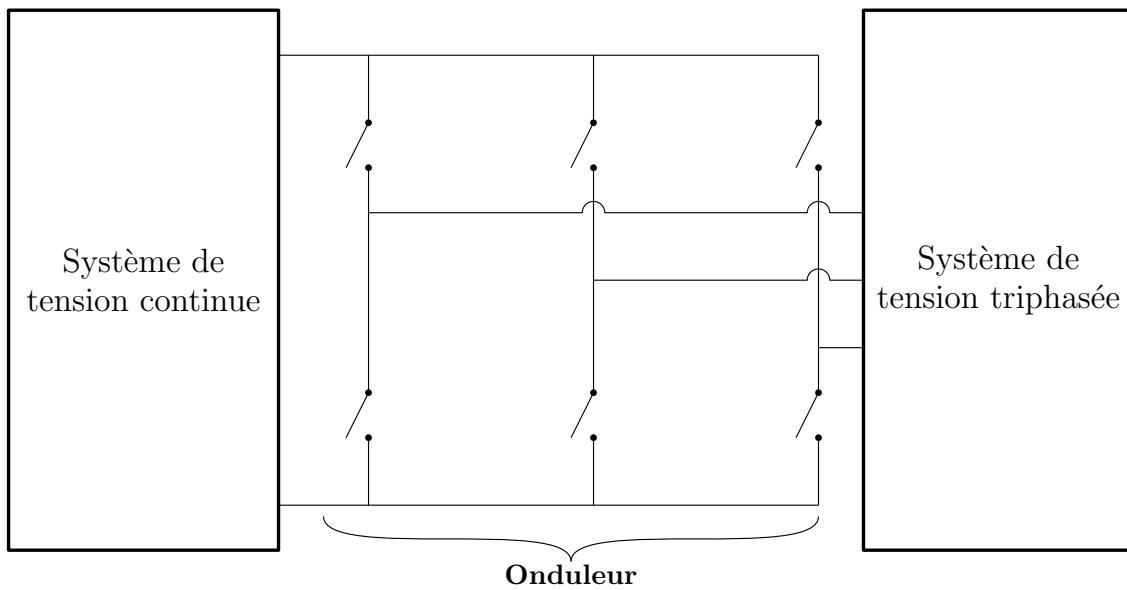 Système de
tension continue
Système de
tension triphasée
Onduleur